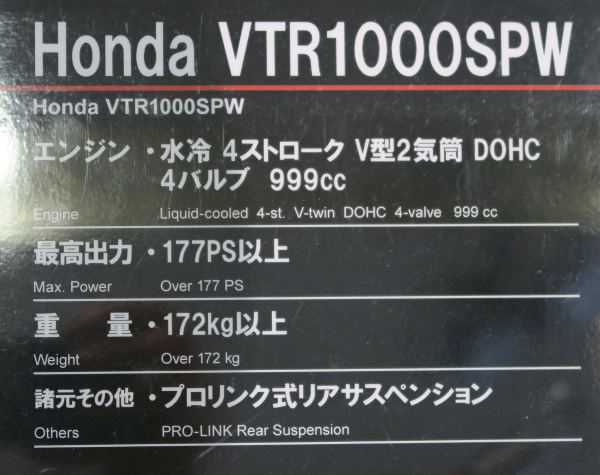 Honda VTR1000SPW
Honda VTR1000SPW
エンジン ・水冷 4ストローク V型2気筒 DOHC
4バルブ 999cc
Engine Liquid-cooled 4-st. V-twin DOHC 4-valve 999 cc
最高出力 ・177PS以上
Max. Power Over 177 PS
重 量 ・172kg以上
Weight Over 172 kg
諸元その他 ・プロリンク式リアサスペンション
Others PRO-LINK Rear Suspension